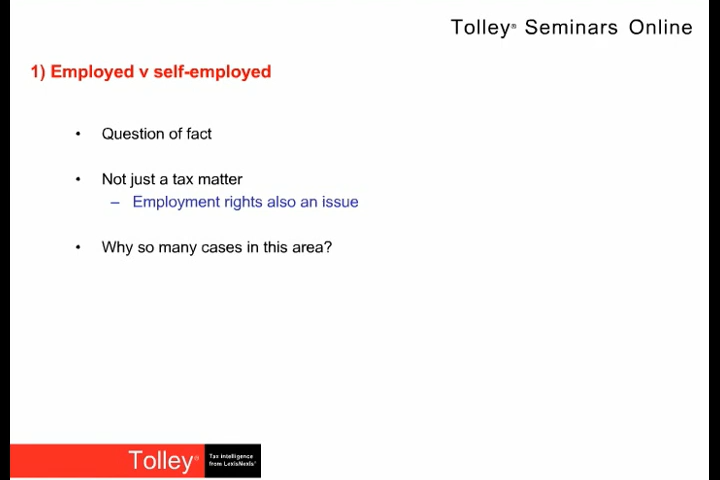 Tolley® Seminars Online
1) Employed v self-employed
• Question of fact
• Not just a tax matter
– Employment rights also an issue
• Why so many cases in this area?
Tolley®
Tax intelligence
from LexisNexis®